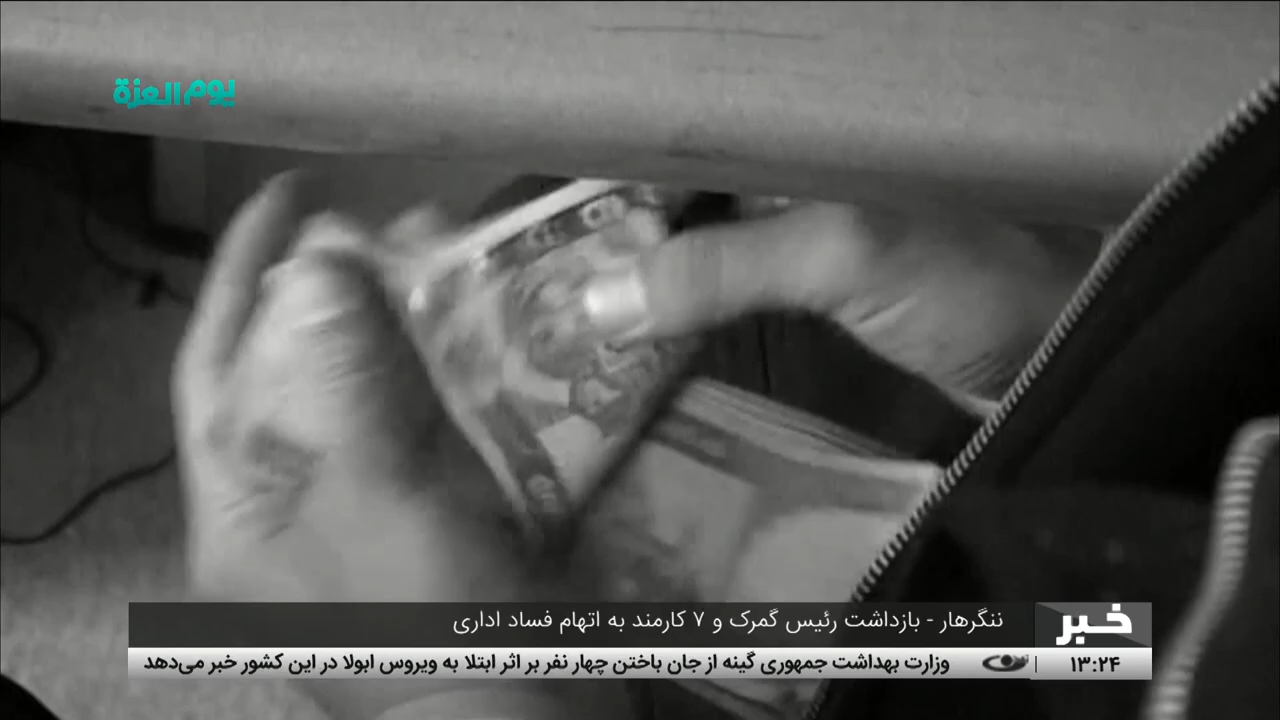 يوم العزة
ننگرهار - بازداشت رئیس گمرک و ۷ کارمند به اتهام فساد اداری
خبر
وزارت بهداشت جمهوری گینه از جان باختن چهار نفر بر اثر ابتلا به ویروس ابولا در این کشور خبر می‌دهد
۱۳:۲۴